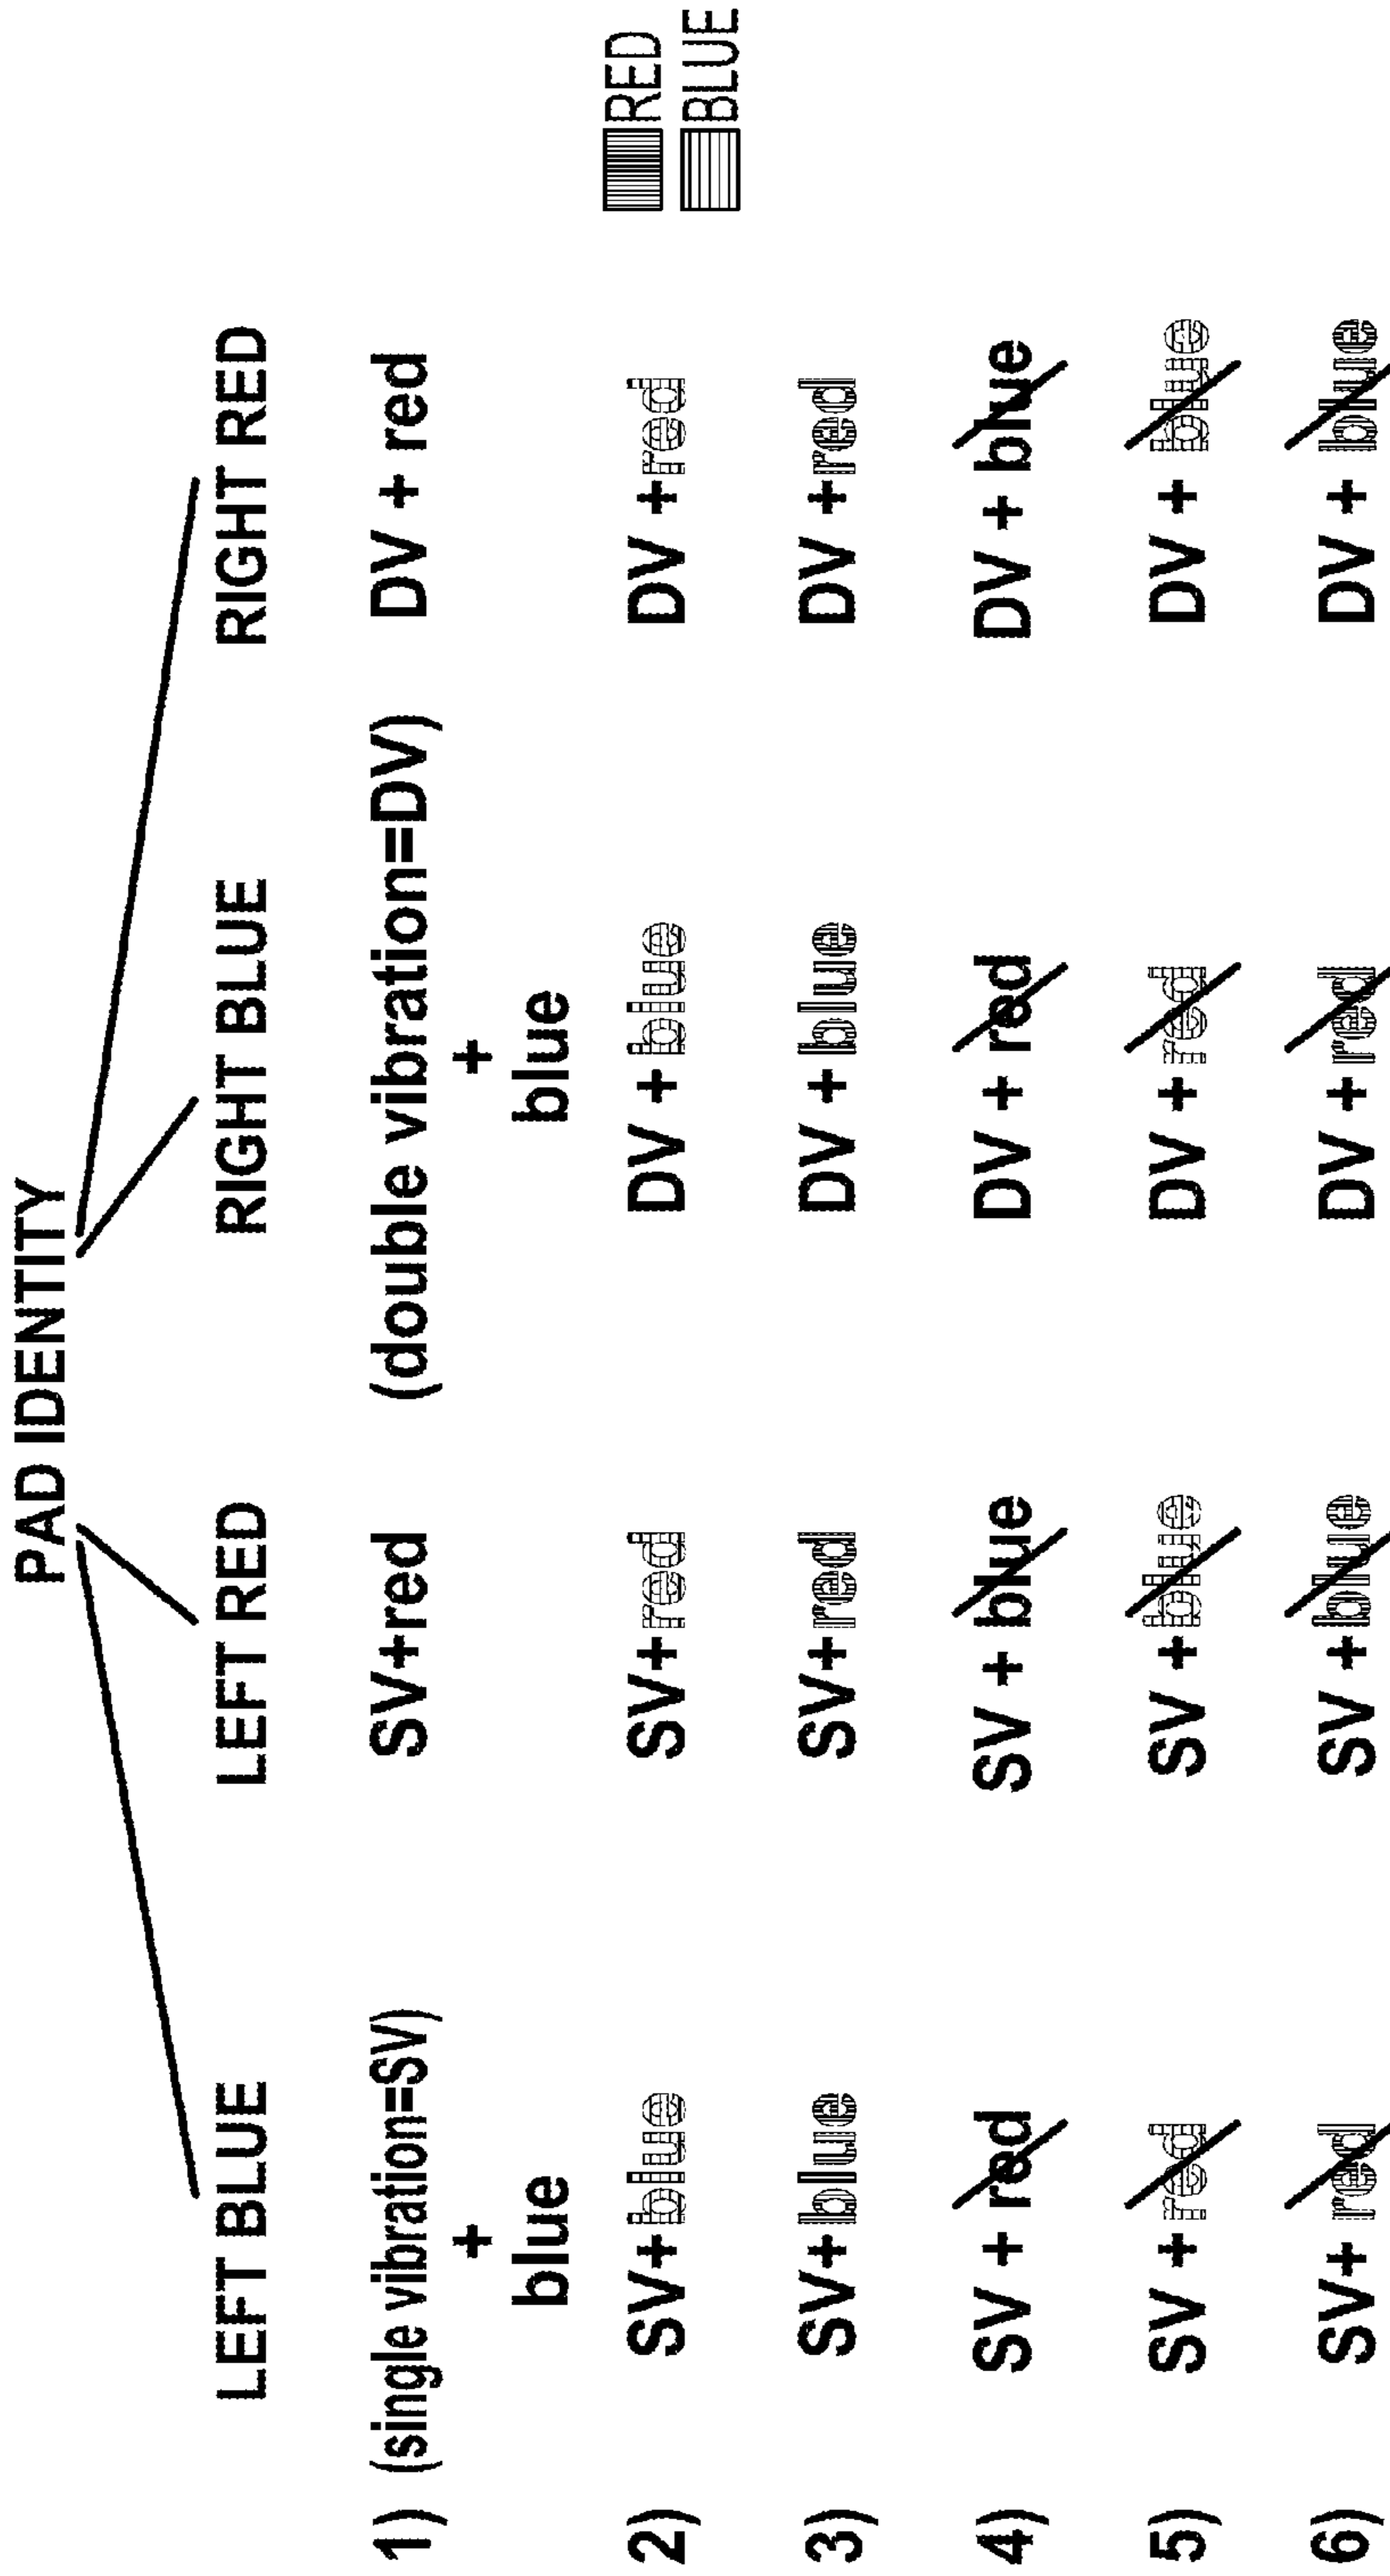 PAD IDENTITY
LEFT BLUE LEFT RED RIGHT BLUE RIGHT RED
1) (single vibration=SV) SV+red (double vibration=DV) DV + red
+ +
blue blue
RED
BLUE
2) SV+blue SV+red DV +blue DV +red
3) SV+blue SV+red DV +blue DV +red
4) SV + red SV + blue DV + red DV + blue
5) SV + red SV +blue DV + red DV + blue
6) SV+ red SV +blue DV +red DV + blue